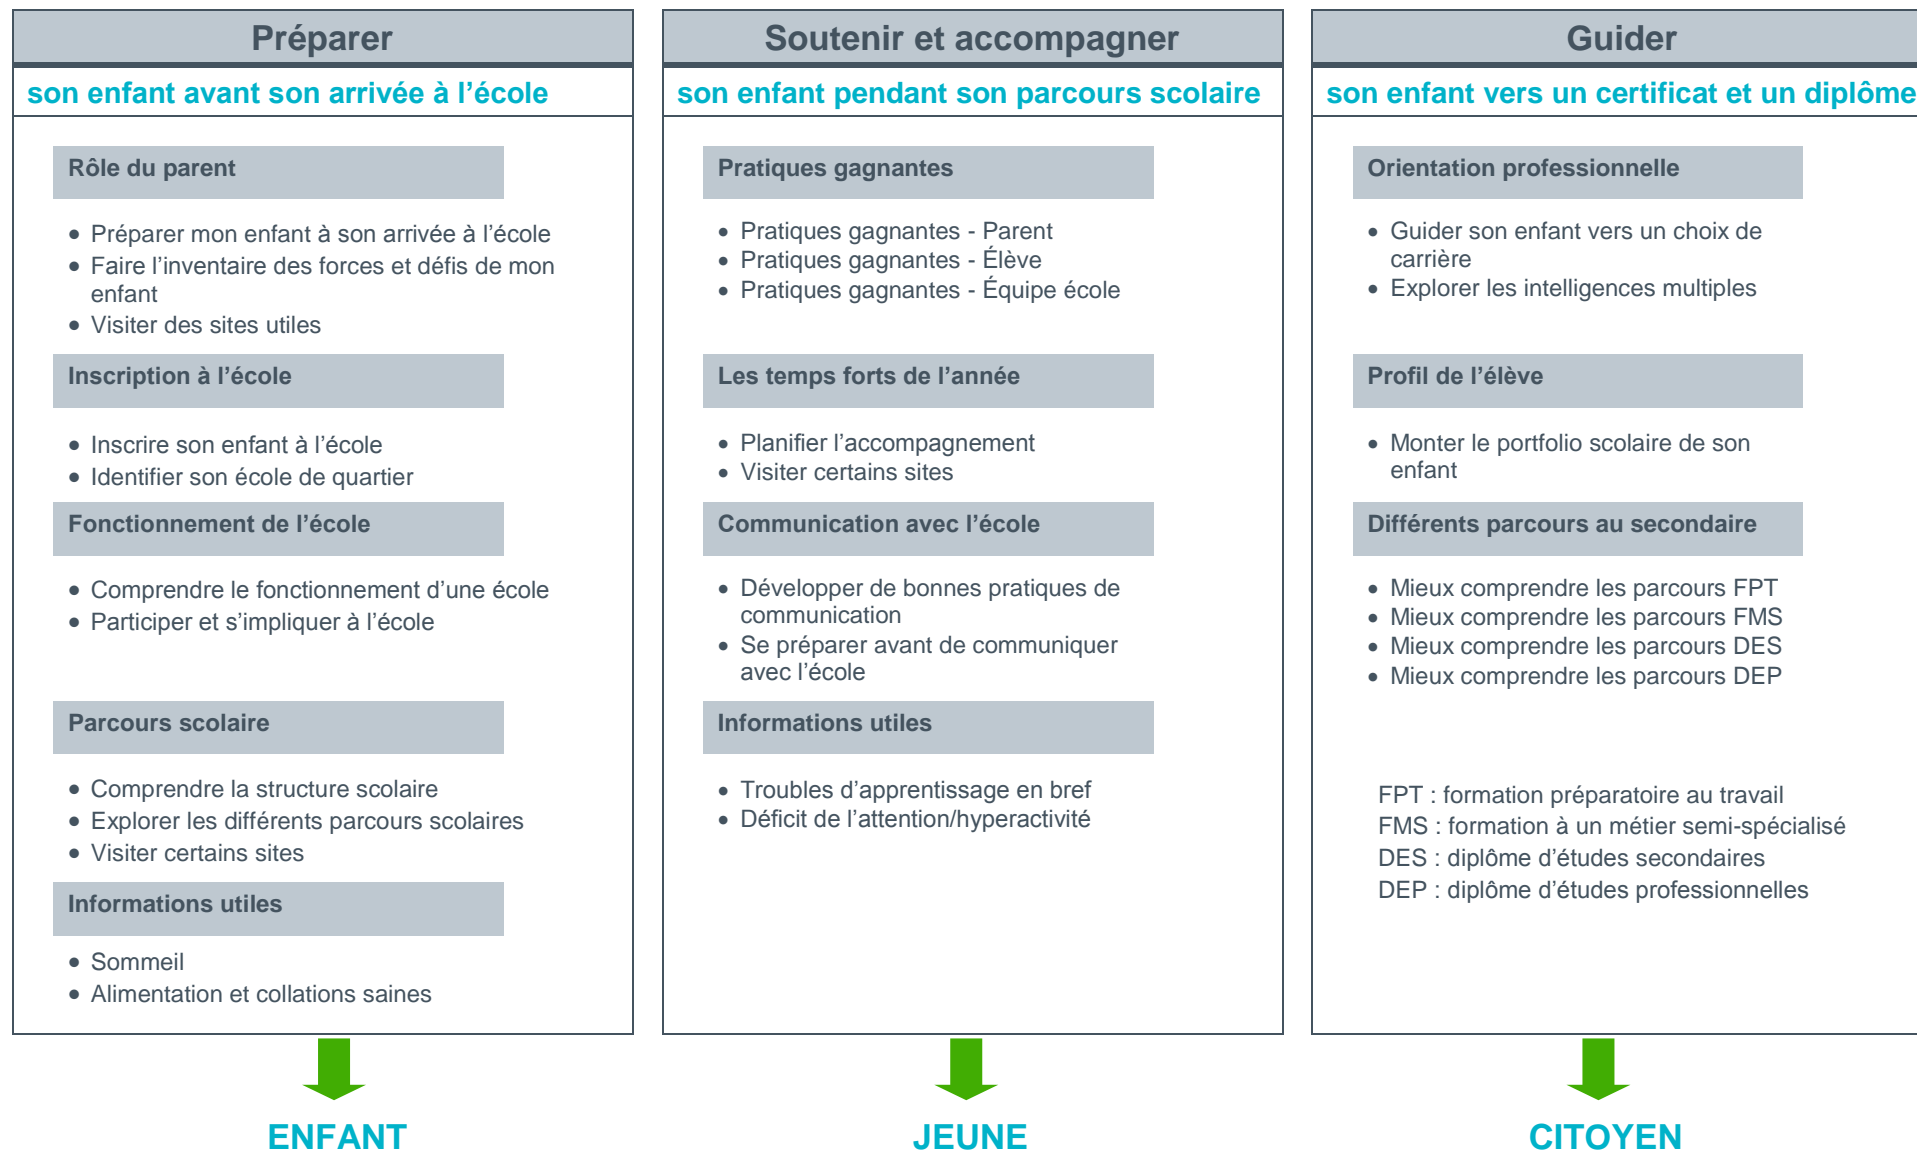 Préparer
son enfant avant son arrivée à l’école
Rôle du parent
• Préparer mon enfant à son arrivée à l’école
• Faire l’inventaire des forces et défis de mon
enfant
• Visiter des sites utiles
Inscription à l’école
• Inscrire son enfant à l’école
• Identifier son école de quartier
Fonctionnement de l’école
• Comprendre le fonctionnement d’une école
• Participer et s’impliquer à l’école
Parcours scolaire
• Comprendre la structure scolaire
• Explorer les différents parcours scolaires
• Visiter certains sites
Informations utiles
• Sommeil
• Alimentation et collations saines
ENFANT
Soutenir et accompagner
son enfant pendant son parcours scolaire
Pratiques gagnantes
• Pratiques gagnantes - Parent
• Pratiques gagnantes - Élève
• Pratiques gagnantes - Équipe école
Les temps forts de l’année
• Planifier l’accompagnement
• Visiter certains sites
Communication avec l’école
• Développer de bonnes pratiques de
communication
• Se préparer avant de communiquer
avec l’école
Informations utiles
• Troubles d’apprentissage en bref
• Déficit de l’attention/hyperactivité
JEUNE
Guider
son enfant vers un certificat et un diplôme
Orientation professionnelle
• Guider son enfant vers un choix de
carrière
• Explorer les intelligences multiples
Profil de l’élève
• Monter le portfolio scolaire de son
enfant
Différents parcours au secondaire
• Mieux comprendre les parcours FPT
• Mieux comprendre les parcours FMS
• Mieux comprendre les parcours DES
• Mieux comprendre les parcours DEP
FPT : formation préparatoire au travail
FMS : formation à un métier semi-spécialisé
DES : diplôme d’études secondaires
DEP : diplôme d’études professionnelles
CITOYEN